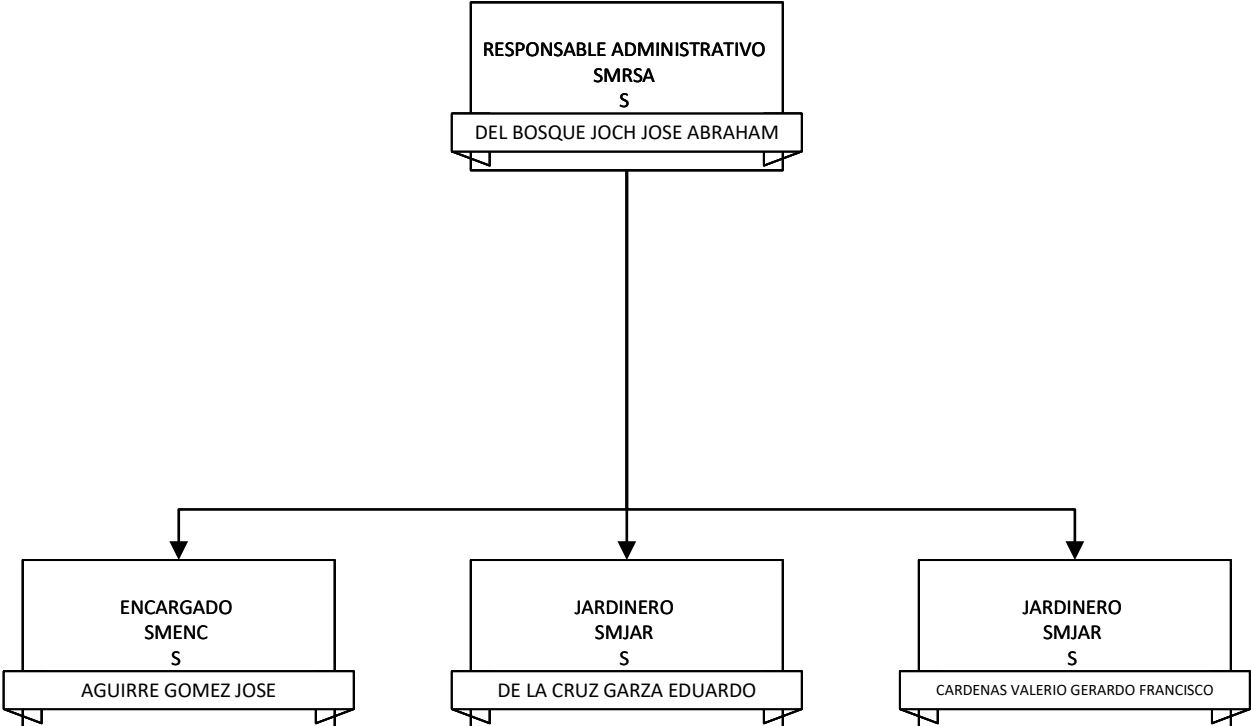 RESPONSABLE ADMINISTRATIVO
SMRSA
S
DEL BOSQUE JOCH JOSE ABRAHAM
ENCARGADO
SMENC
S
AGUIRRE GOMEZ JOSE
JARDINERO
SMJAR
S
DE LA CRUZ GARZA EDUARDO
JARDINERO
SMJAR
S
CARDENAS VALERIO GERARDO FRANCISCO